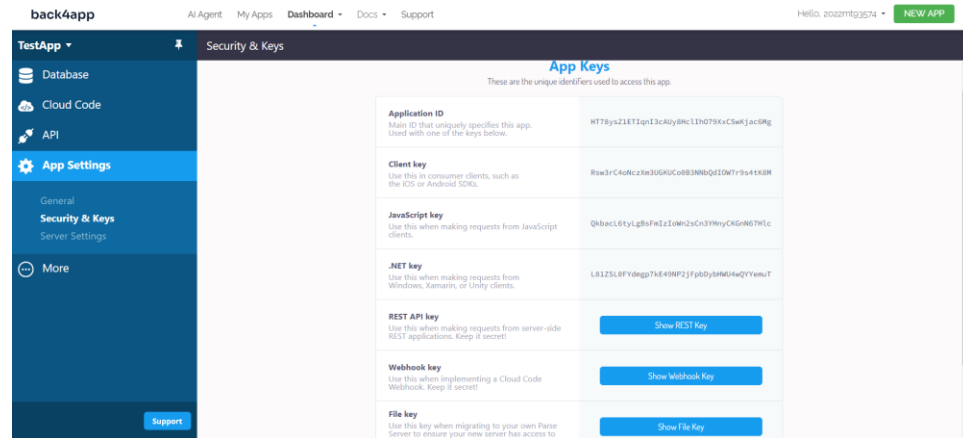 back4app
AI Agent My Apps Dashboard Docs Support
Hello, 2022mt93574
NEW APP
TestApp
Security & Keys
Database
Cloud Code
API
App Settings
General
Security & Keys
Server Settings
More
Support
App Keys
These are the unique identifiers used to access this app.
Application ID
Main ID that uniquely specifies this app.
Used with one of the keys below.
Client key
Use this in consumer clients, such as
the iOS or Android SDKs.
JavaScript key
Use this when making requests from JavaScript
clients.
.NET key
Use this when making requests from
Windows, Xamarin, or Unity clients.
REST API key
Use this when making requests from server-side
REST applications. Keep it secret!
Show REST Key
Webhook key
Use this when implementing a Cloud Code
Webhook. Keep it secret!
Show Webhook Key
File key
Use this key when migrating to your own Parse
Server to ensure your new server has access to
Show File Key